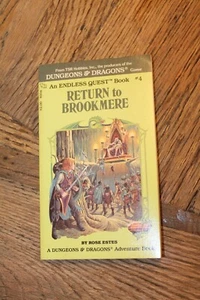 From TSR Hobbies, Inc., the producers of the
DUNGEONS & DRAGONS® Game
An ENDLESS QUEST™ Book #4
RETURN to
BROOKMERE
BY ROSE ESTES
A DUNGEONS & DRAGONS® Adventure Book